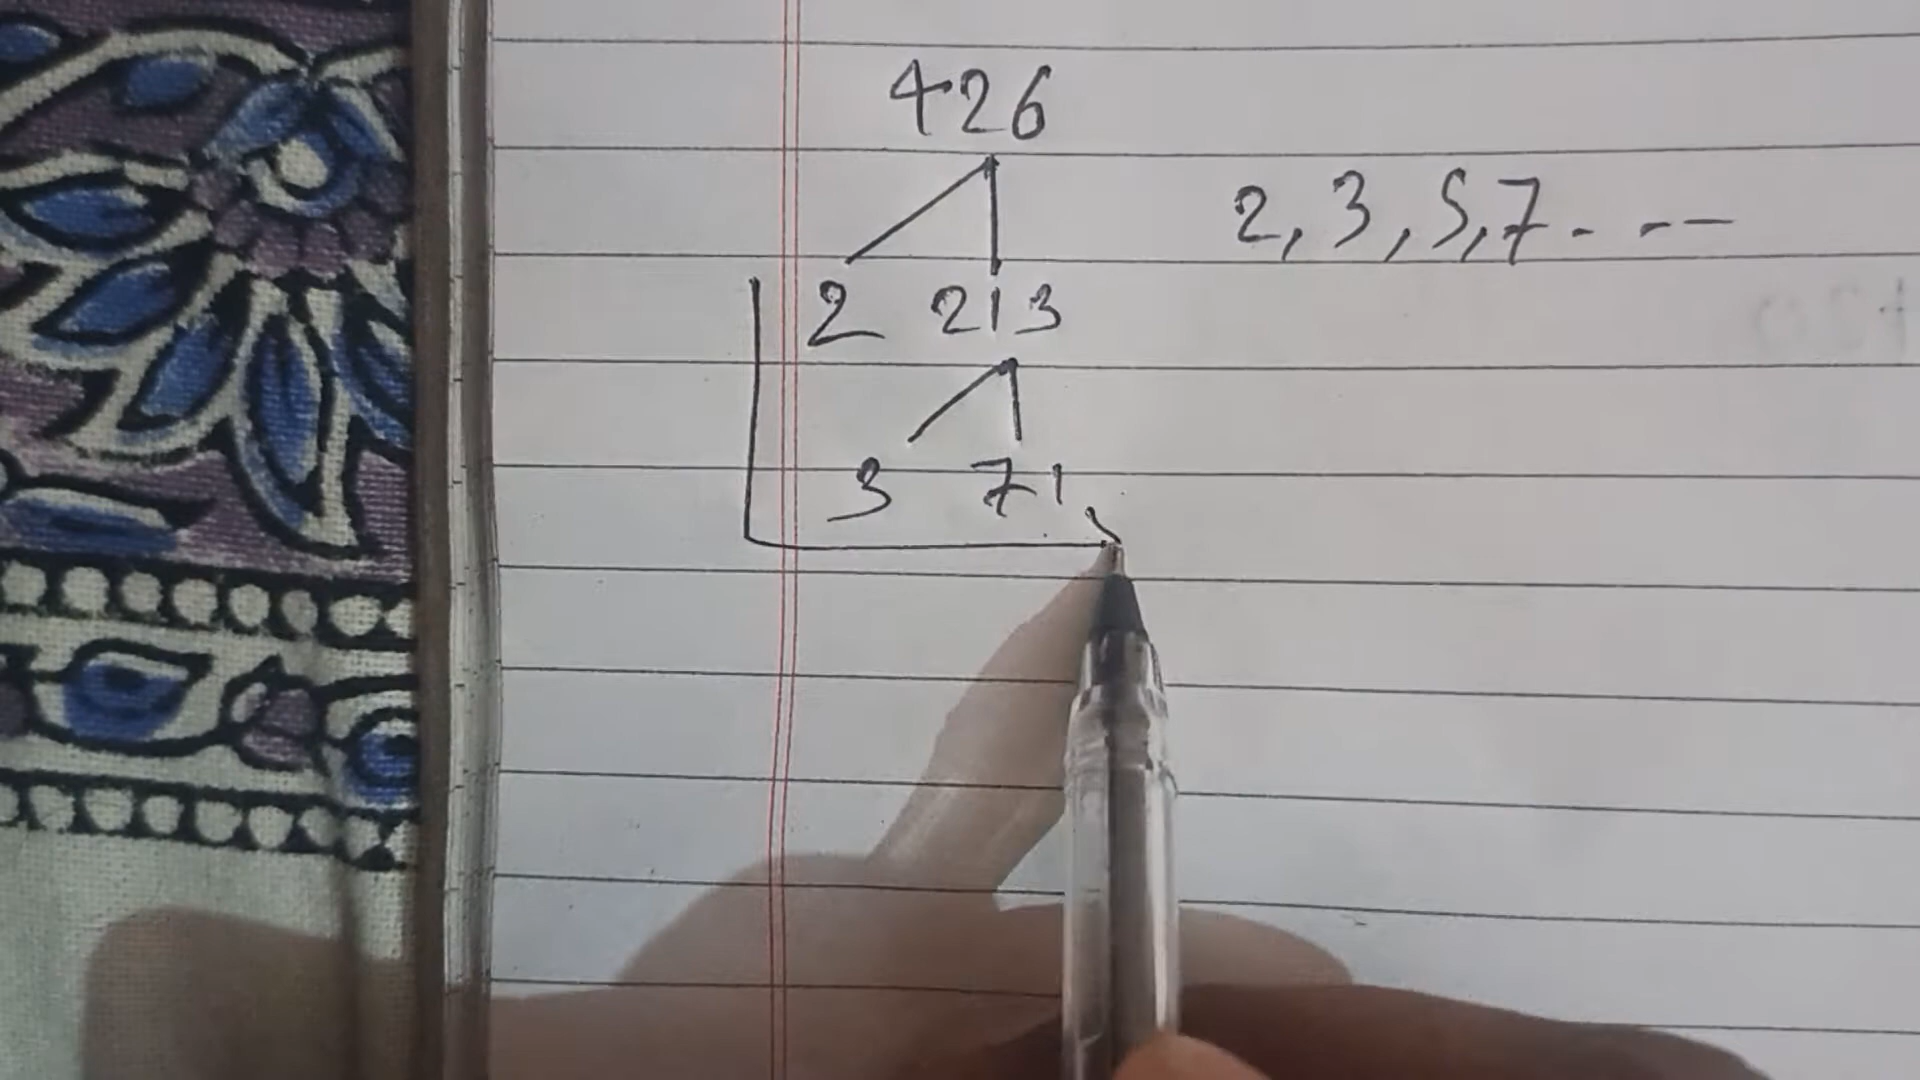 426
2, 3, 5, 7 - - -
2 213
3 71